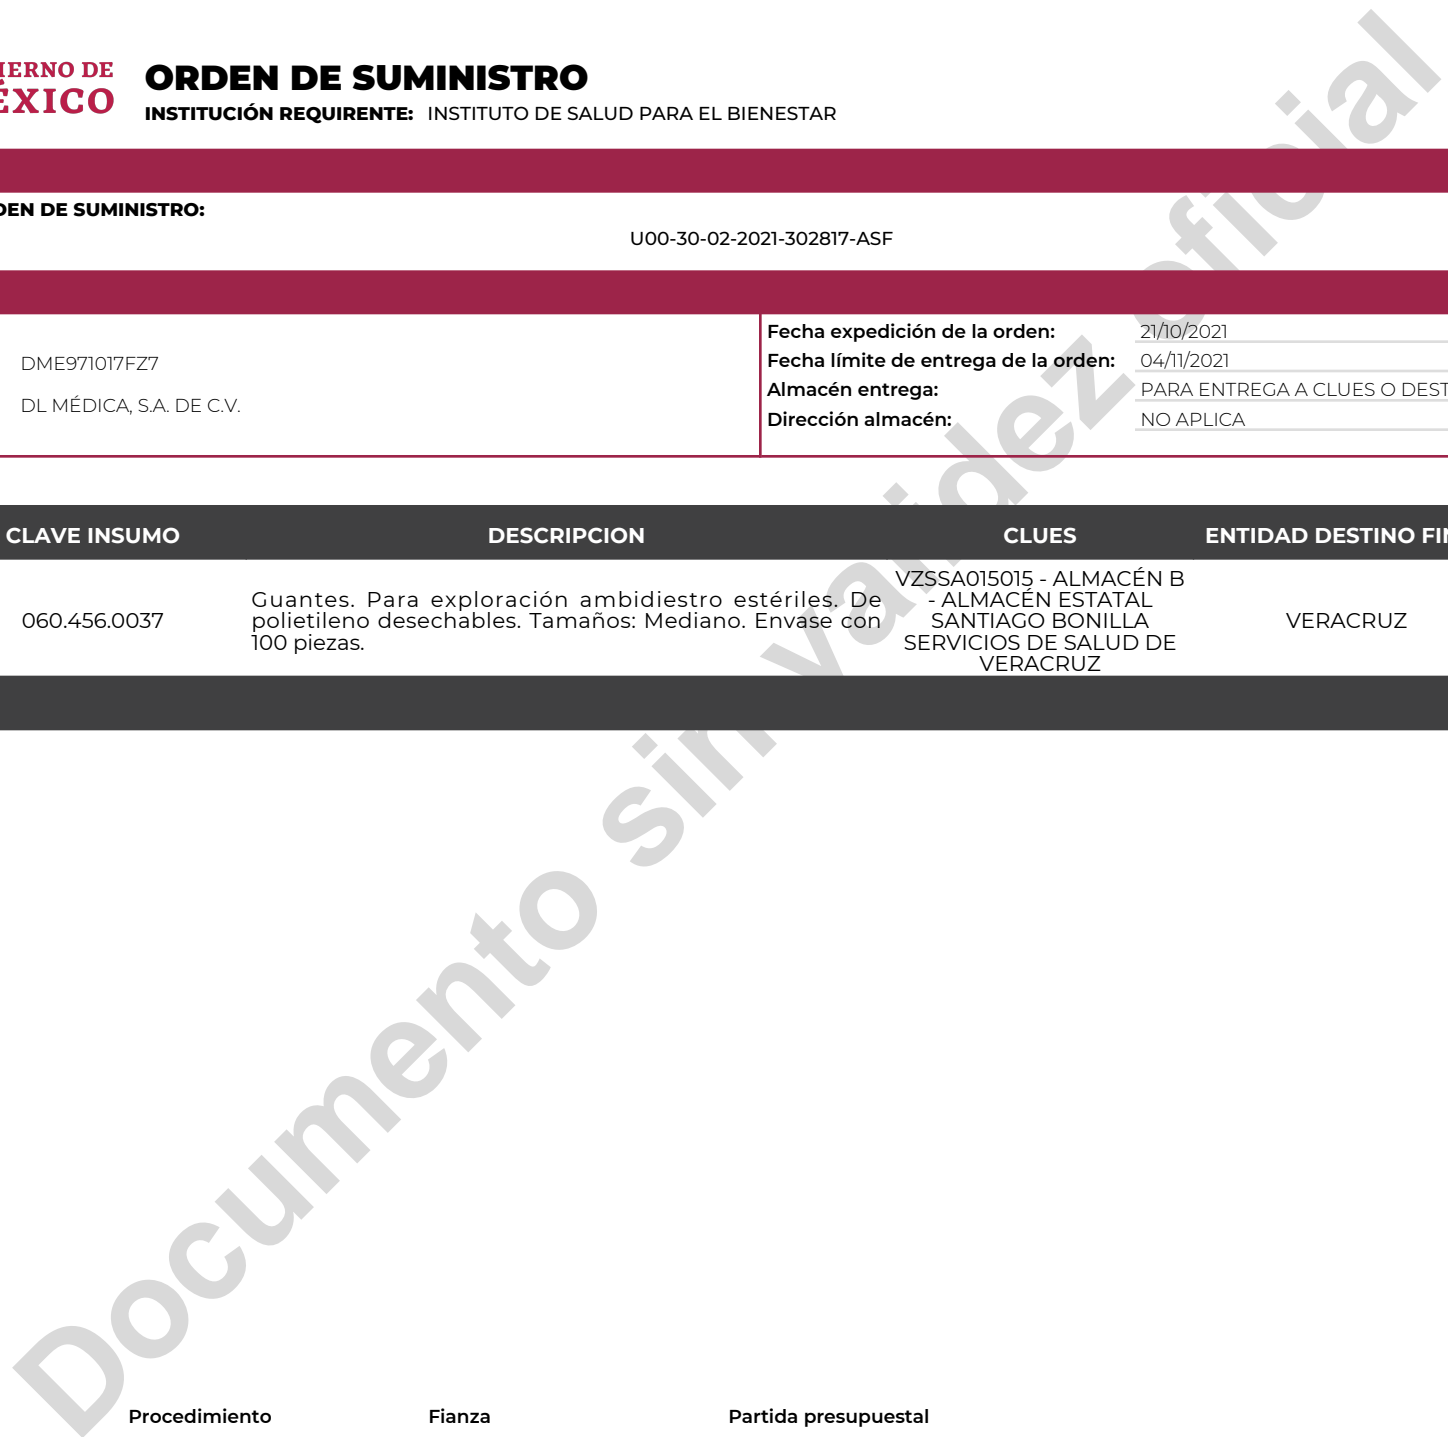 IERNO DE
ÉXICO
ORDEN DE SUMINISTRO
INSTITUCIÓN REQUIRENTE: INSTITUTO DE SALUD PARA EL BIENESTAR
DEN DE SUMINISTRO:
U00-30-02-2021-302817-ASF
DME971017FZ7
DL MÉDICA, S.A. DE C.V.
Fecha expedición de la orden: 21/10/2021
Fecha límite de entrega de la orden: 04/11/2021
Almacén entrega: PARA ENTREGA A CLUES O DEST
Dirección almacén: NO APLICA
CLAVE INSUMO DESCRIPCION CLUES ENTIDAD DESTINO FIN
060.456.0037
Guantes. Para exploración ambidiestro estériles. De
polietileno desechables. Tamaños: Mediano. Envase con
100 piezas.
VZSSA015015 - ALMACÉN B
- ALMACÉN ESTATAL
SANTIAGO BONILLA
SERVICIOS DE SALUD DE
VERACRUZ
VERACRUZ
Documento sin validez oficial
Procedimiento Fianza Partida presupuestal